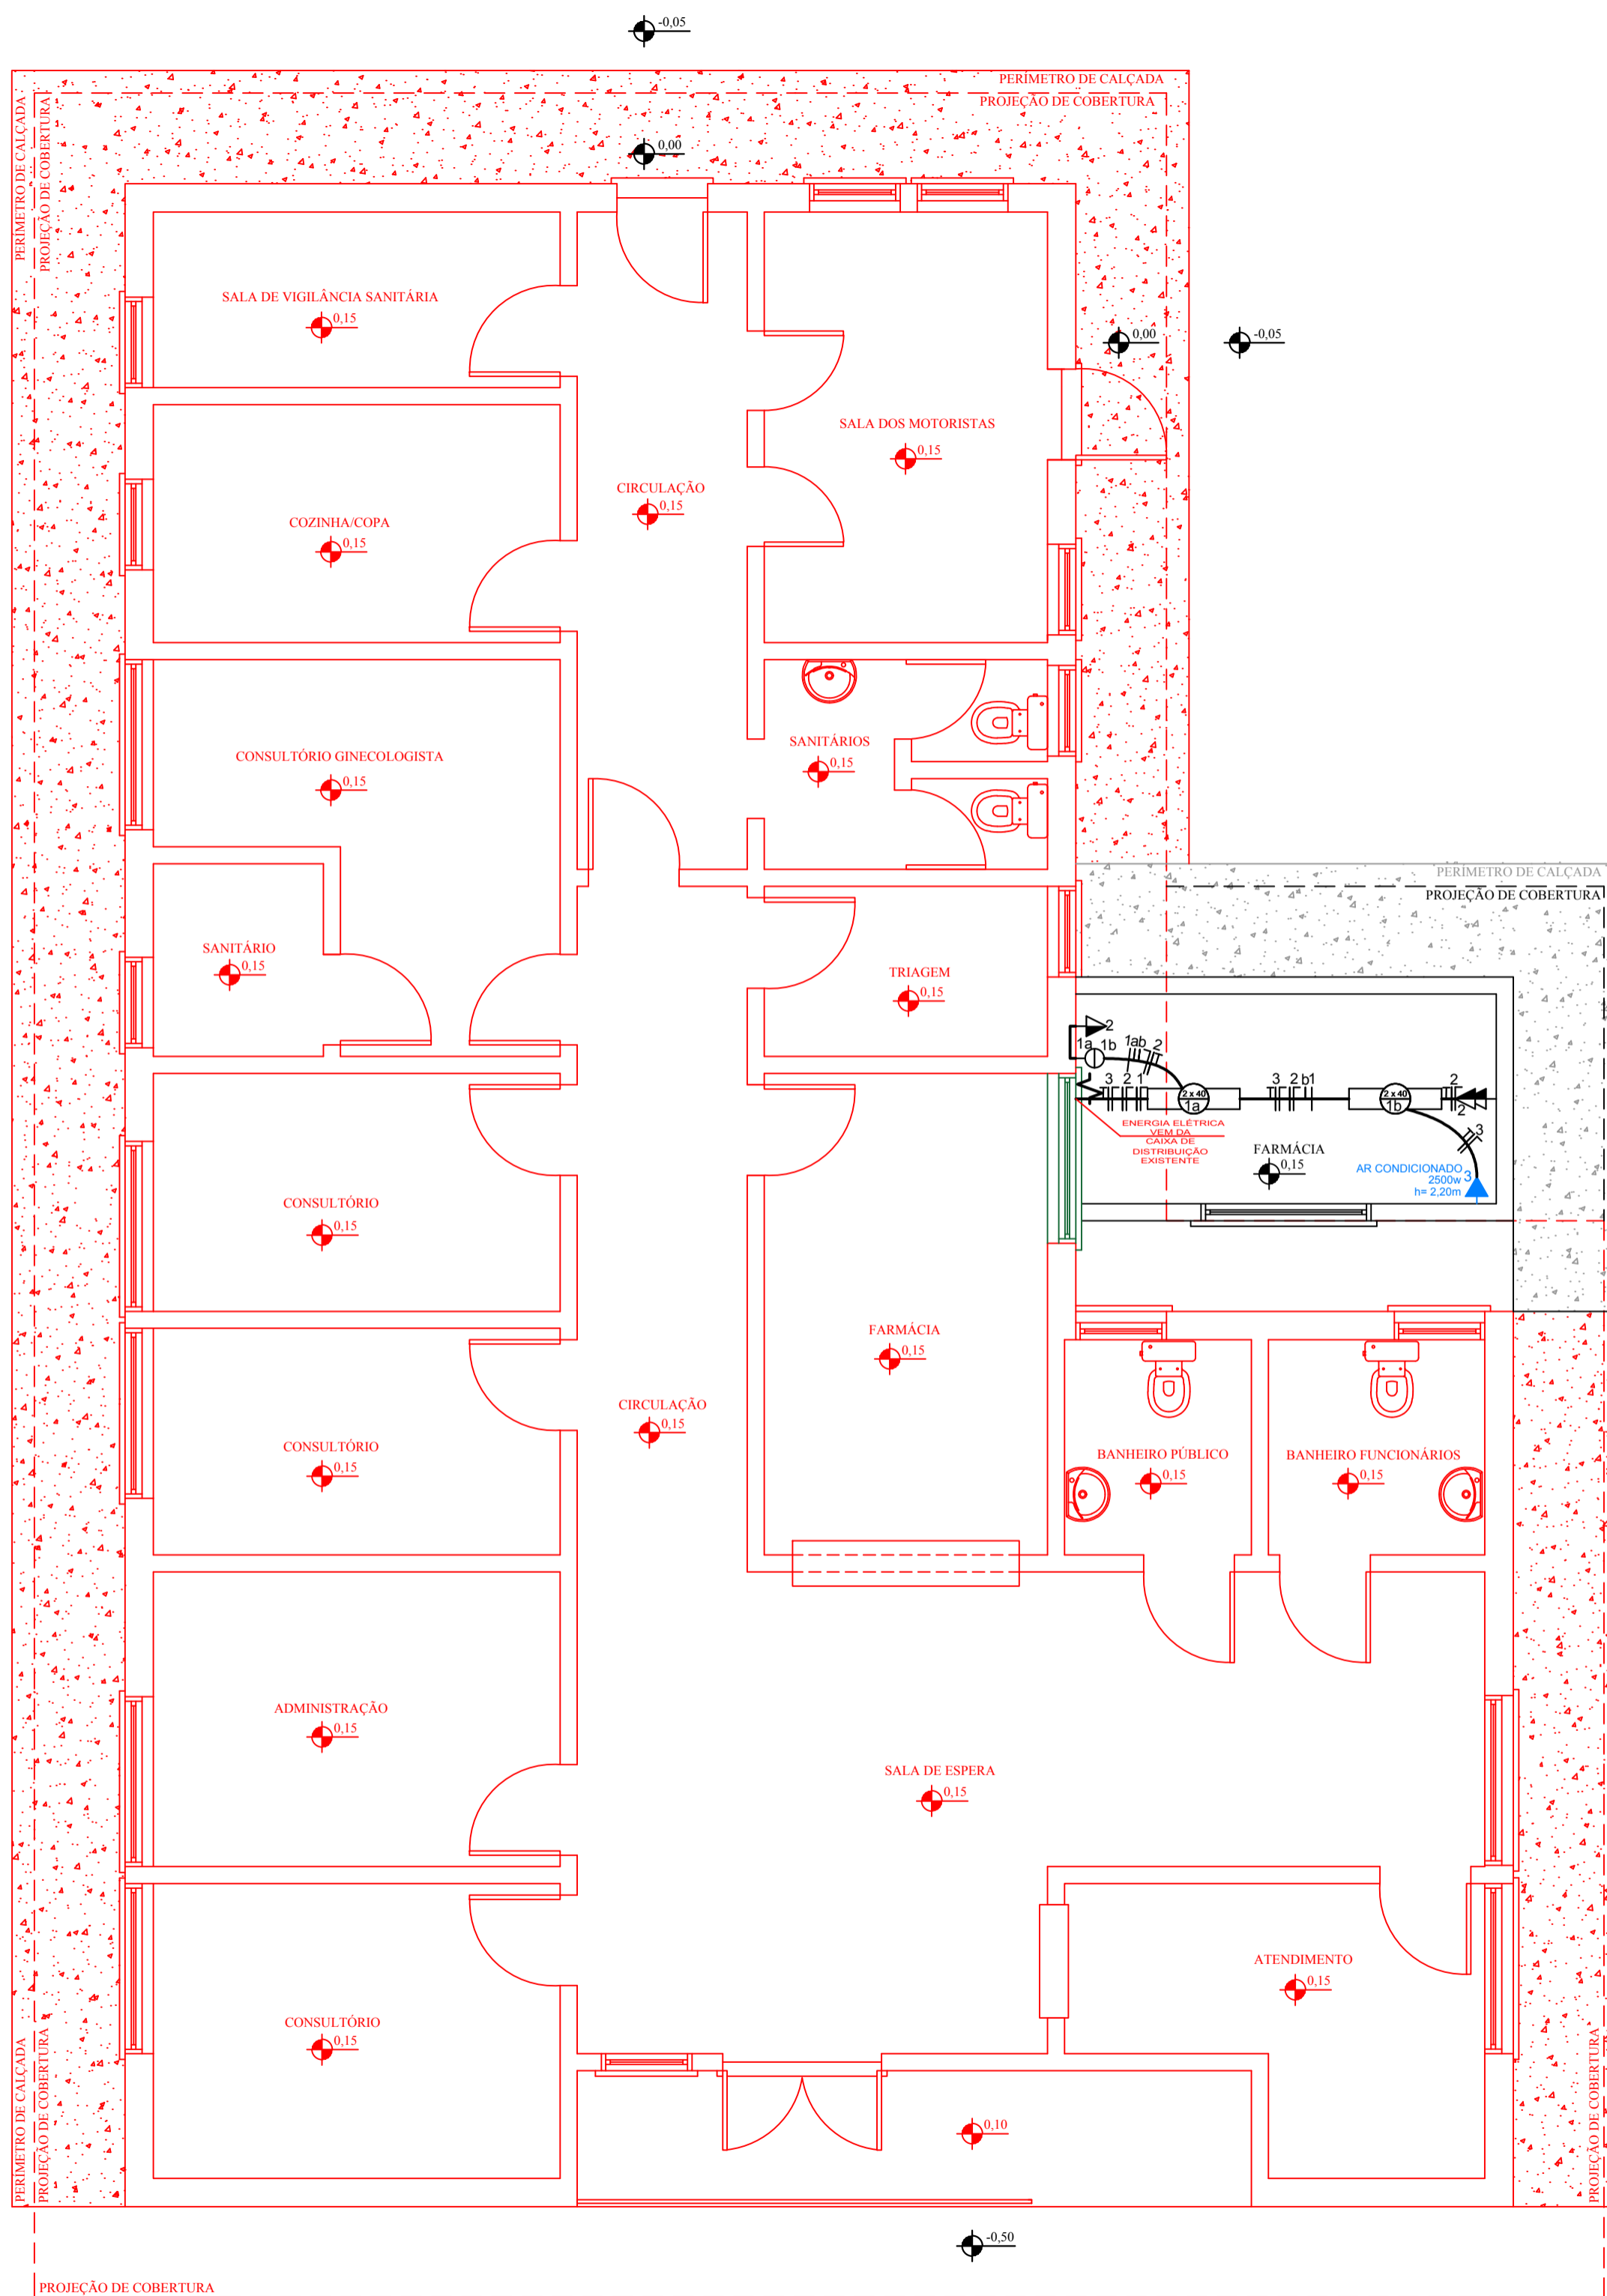 -0,05
PERÍMETRO DE CALÇADA
PROJEÇÃO DE COBERTURA
PERÍMETRO DE CALÇADA
PROJEÇÃO DE COBERTURA
0,00
SALA DE VIGILÂNCIA SANITÁRIA
0,15
0,00
-0,05
SALA DOS MOTORISTAS
0,15
CIRCULAÇÃO
0,15
COZINHA/COPA
0,15
SANITÁRIOS
0,15
CONSULTÓRIO GINECOLOGISTA
0,15
PERÍMETRO DE CALÇADA
PROJEÇÃO DE COBERTURA
SANITÁRIO
0,15
TRIAGEM
0,15
2
1a 1b 1ab 2
3 2 1
2 x 40
1a
3 2 b1
2 x 40
1b
2
2
3
ENERGIA ELÉTRICA
VEM DA
CAIXA DE
DISTRIBUIÇÃO
EXISTENTE
FARMÁCIA
0,15
AR CONDICIONADO
2500w
h= 2,20m
3
CONSULTÓRIO
0,15
FARMÁCIA
0,15
CIRCULAÇÃO
0,15
CONSULTÓRIO
0,15
BANHEIRO PÚBLICO
0,15
BANHEIRO FUNCIONÁRIOS
0,15
ADMINISTRAÇÃO
0,15
SALA DE ESPERA
0,15
ATENDIMENTO
0,15
CONSULTÓRIO
0,15
PERÍMETRO DE CALÇADA
PROJEÇÃO DE COBERTURA
0,10
PROJEÇÃO DE COBERTURA
-0,50
PROJEÇÃO DE COBERTURA